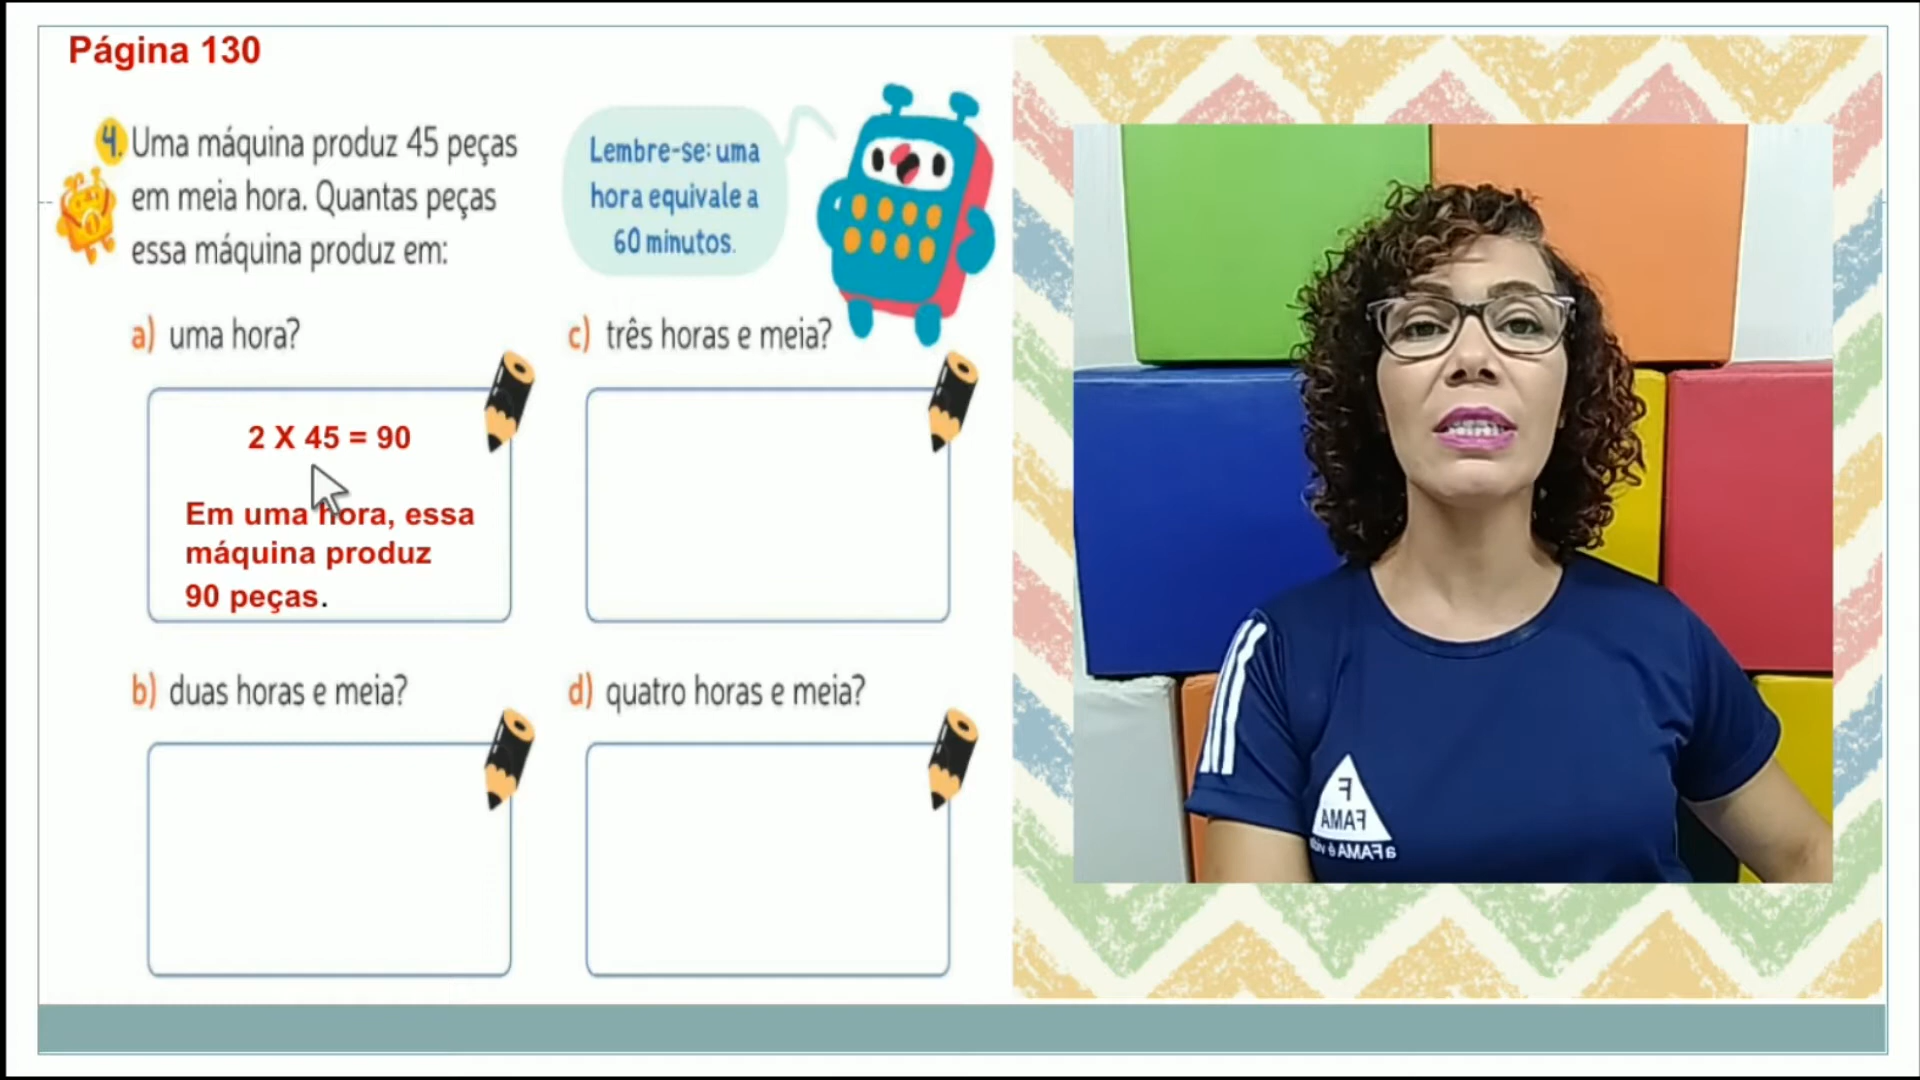 Página 130
4. Uma máquina produz 45 peças
em meia hora. Quantas peças
essa máquina produz em:
Lembre-se: uma
hora equivale a
60 minutos.
a) uma hora?
2 X 45 = 90
Em uma hora, essa
máquina produz
90 peças.
b) duas horas e meia?
c) três horas e meia?
d) quatro horas e meia?
F
FAMA
a FAMA é